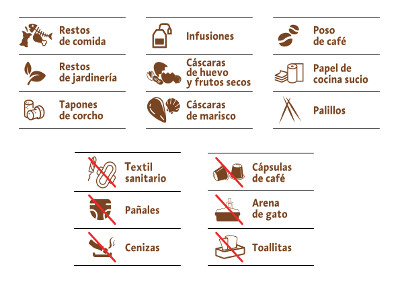 Restos
de comida
Infusiones
Poso
de café
Restos
de jardinería
Cáscaras
de huevo
y frutos secos
Papel de
cocina sucio
Tapones
de corcho
Cáscaras
de marisco
Palillos
Textil
sanitario
Cápsulas
de café
Pañales
Arena
de gato
Cenizas
Toallitas